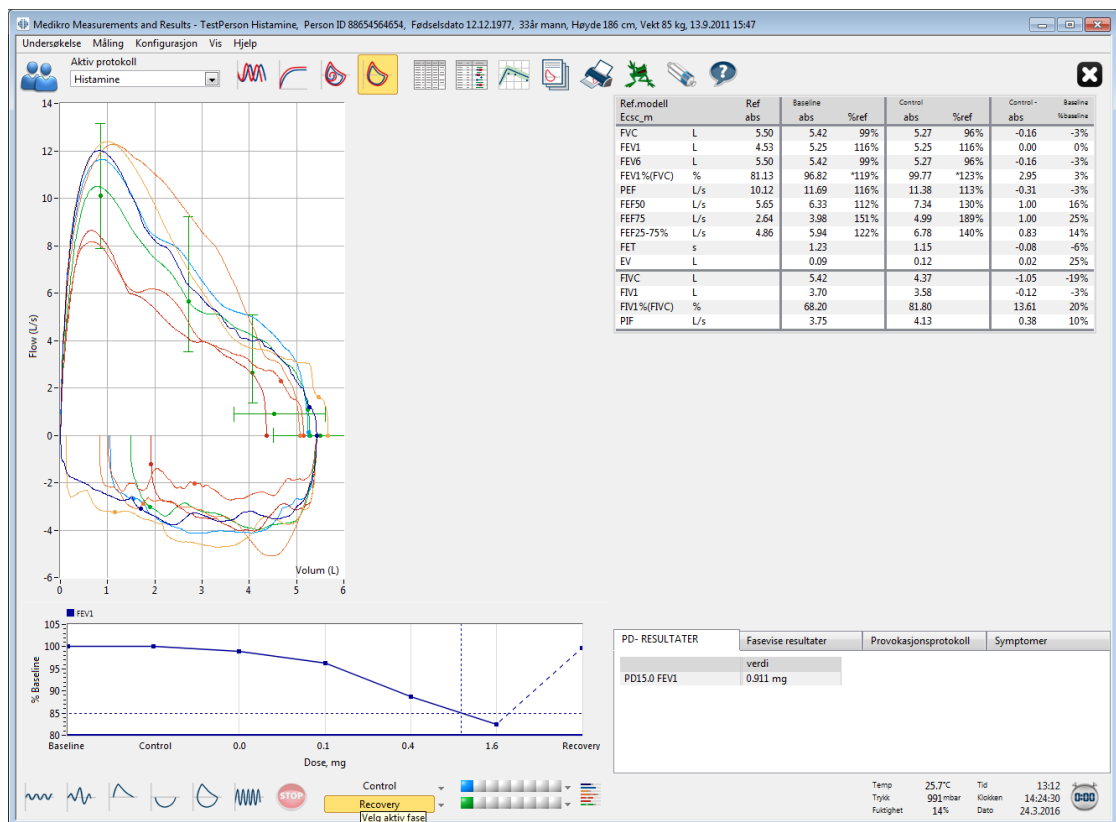 Medikro Measurements and Results - TestPerson Histamine, Person ID 88654564654, Fødselsdato 12.12.1977, 33år mann, Høyde 186 cm, Vekt 85 kg, 13.9.2011 15:47
Undersøkelse Måling Konfigurasjon Vis Hjelp
Aktiv protokoll
Histamine
14
12
10
8
6
4
2
0
-2
-4
-6
Flow (L/s)
Volum (L)
0 1 2 3 4 5 6
Ref.modell Ref Baseline Control Control - Baseline
Ecsc_m abs abs %ref abs %ref abs %baseline
FVC L 5.50 5.42 99% 5.27 96% -0.16 -3%
FEV1 L 4.53 5.25 116% 5.25 116% 0.00 0%
FEV6 L 5.50 5.42 99% 5.27 96% -0.16 -3%
FEV1%(FVC) % 81.13 96.82 *119% 99.77 *123% 2.95 3%
PEF L/s 10.12 11.69 116% 11.38 113% -0.31 -3%
FEF50 L/s 5.65 6.33 112% 7.34 130% 1.00 16%
FEF75 L/s 2.64 3.98 151% 4.99 189% 1.00 25%
FEF25-75% L/s 4.86 5.94 122% 6.78 140% 0.83 14%
FET s 1.23 1.15 -0.08 -6%
EV L 0.09 0.12 0.02 25%
FIVC L 5.42 4.37 -1.05 -19%
FIV1 L 3.70 3.58 -0.12 -3%
FIV1%(FIVC) % 68.20 81.80 13.61 20%
PIF L/s 3.75 4.13 0.38 10%
FEV1
105
100
95
90
85
80
% Baseline
Baseline Control 0.0 0.1 0.4 1.6 Recovery
Dose, mg
PD- RESULTATER Fasevise resultater Provokasjonsprotokoll Symptomer
verdi
PD15.0 FEV1 0.911 mg
STOP
Control
Recovery
Velg aktiv fase
Temp 25.7°C Tid 13:12
Trykk 991 mbar Klokken 14:24:30
Fuktighet 14% Dato 24.3.2016
0:00